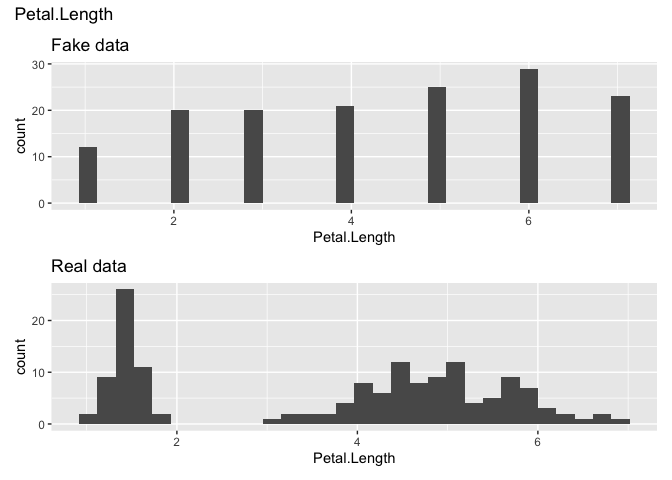 Petal.Length
Fake data
30
20
10
0
count
2 4 6
Petal.Length
Real data
20
10
0
count
2 4 6
Petal.Length